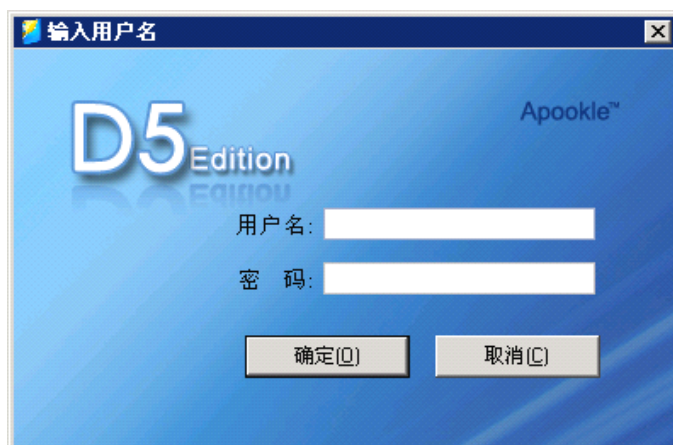 输入用户名
D5 Edition
Apookle™
用户名:
密 码:
确定(O)
取消(C)